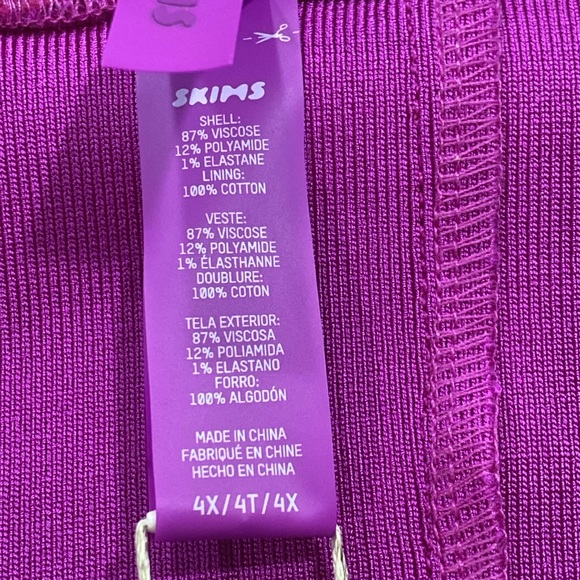 SKIMS
SHELL:
87% VISCOSE
12% POLYAMIDE
1% ELASTANE
LINING:
100% COTTON
VESTE:
87% VISCOSE
12% POLYAMIDE
1% ÉLASTHANNE
DOUBLURE:
100% COTON
TELA EXTERIOR:
87% VISCOSA
12% POLIAMIDA
1% ELASTANO
FORRO:
100% ALGODÓN
MADE IN CHINA
FABRIQUÉ EN CHINE
HECHO EN CHINA
4X/4T/4X